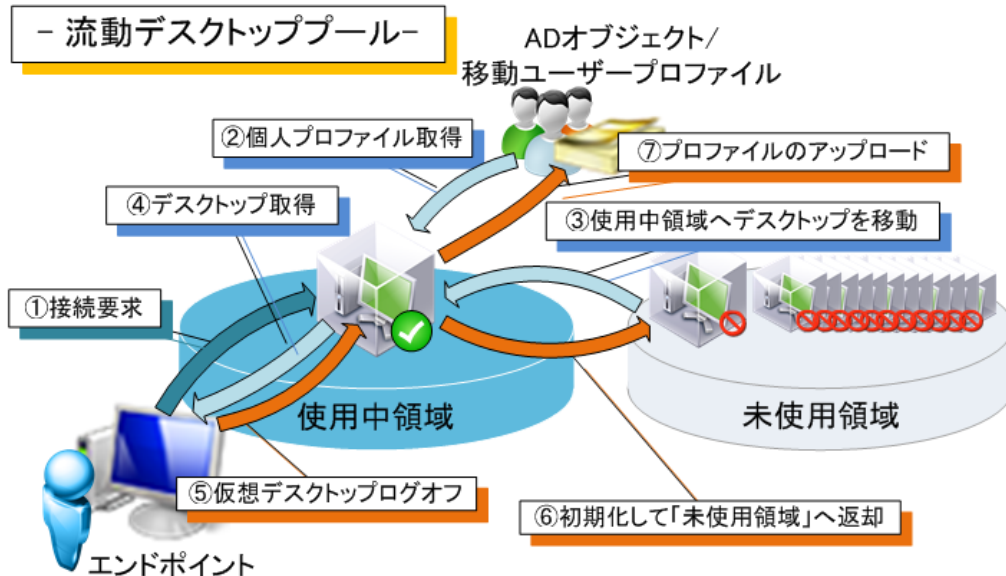 - 流動デスクトッププール-
ADオブジェクト/
移動ユーザープロファイル
②個人プロファイル取得
⑦プロファイルのアップロード
④デスクトップ取得
③使用中領域へデスクトップを移動
①接続要求
使用中領域
未使用領域
⑤仮想デスクトップログオフ
⑥初期化して「未使用領域」へ返却
エンドポイント